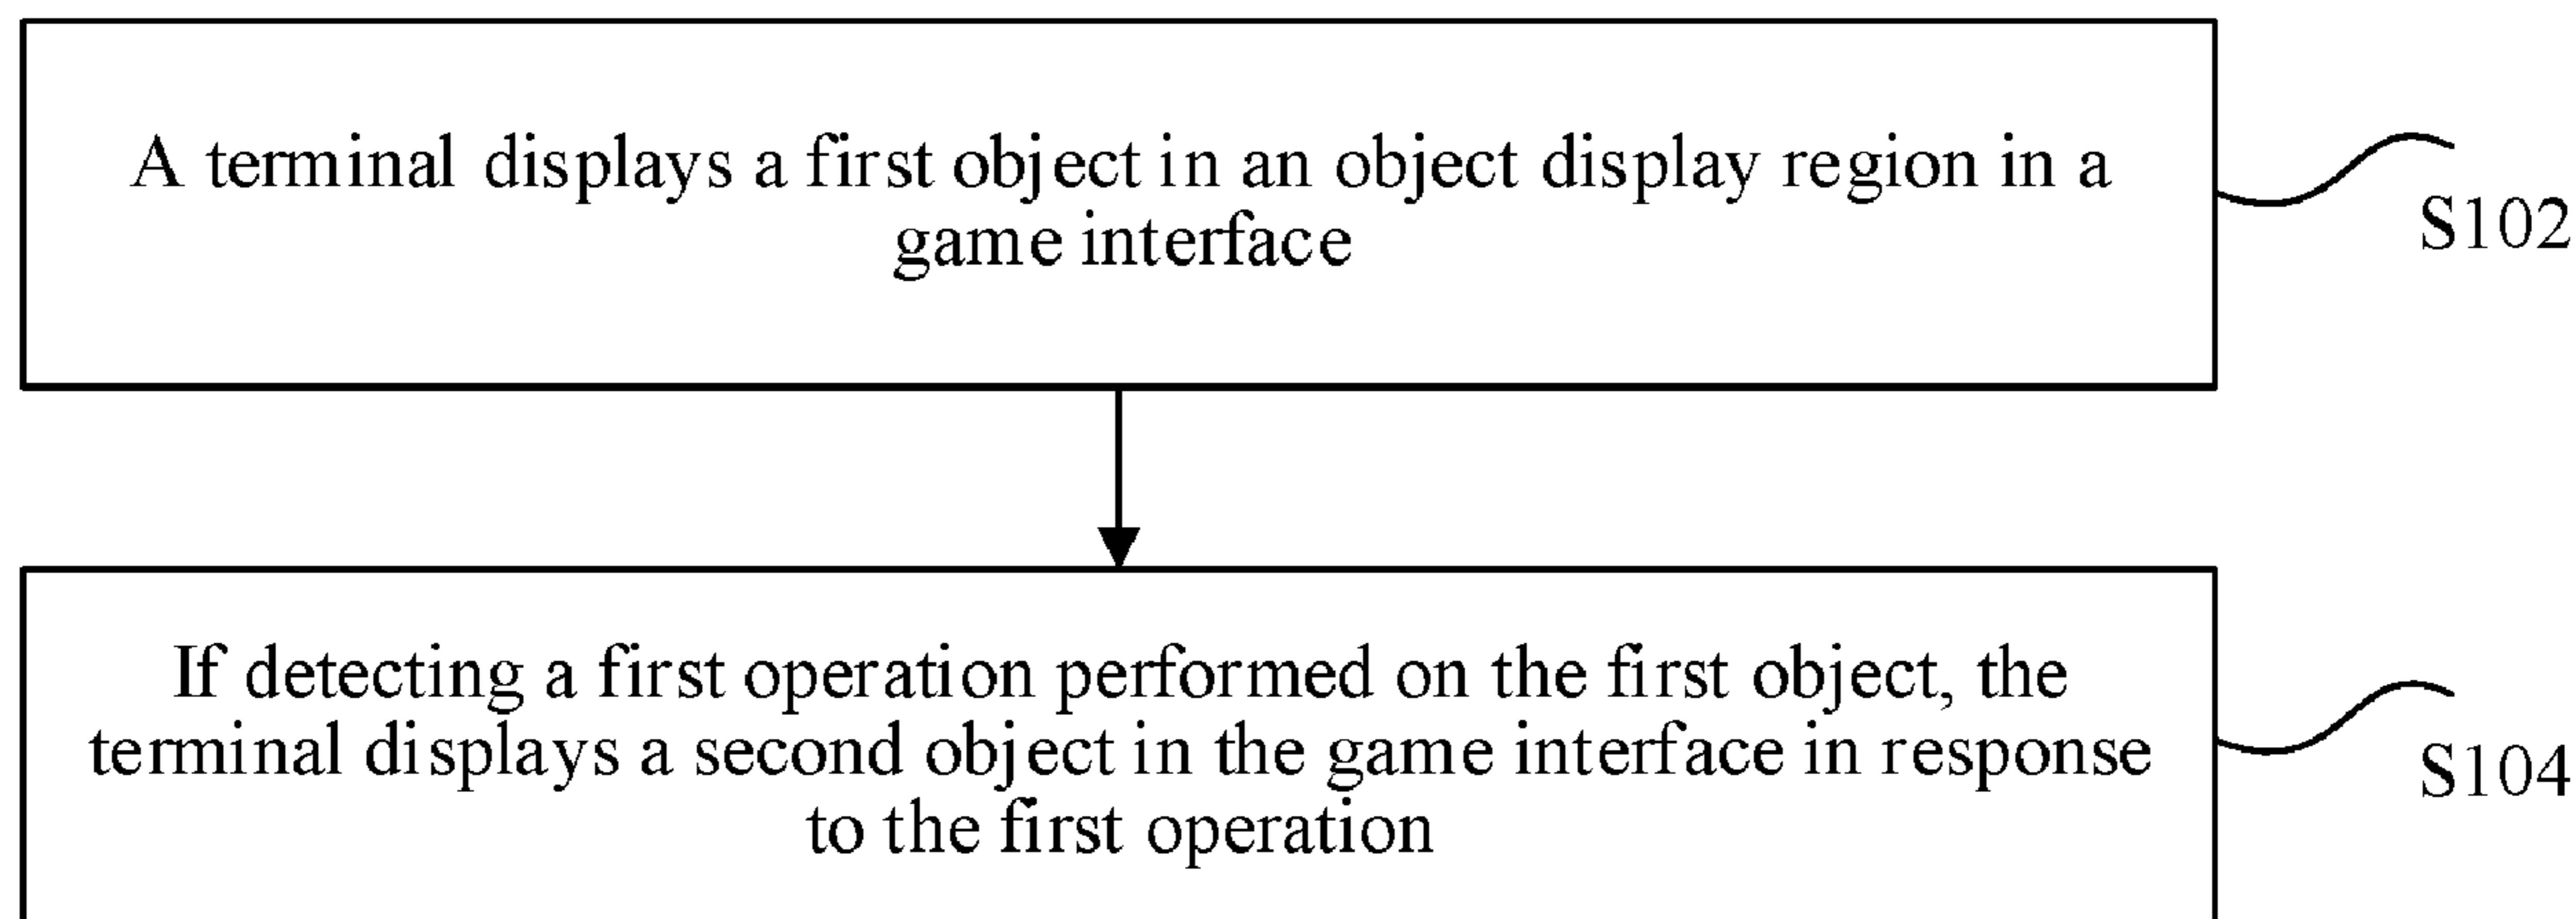 A terminal displays a first object in an object display region in a
game interface
S102
If detecting a first operation performed on the first object, the
terminal displays a second object in the game interface in response
to the first operation
S104